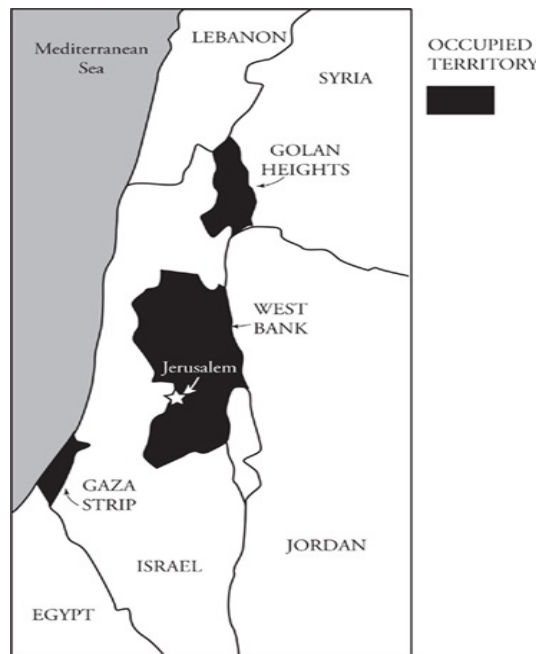 Mediterranean
Sea
LEBANON
SYRIA
OCCUPIED
TERRITORY
GOLAN
HEIGHTS
WEST
BANK
Jerusalem
GAZA
STRIP
ISRAEL
JORDAN
EGYPT